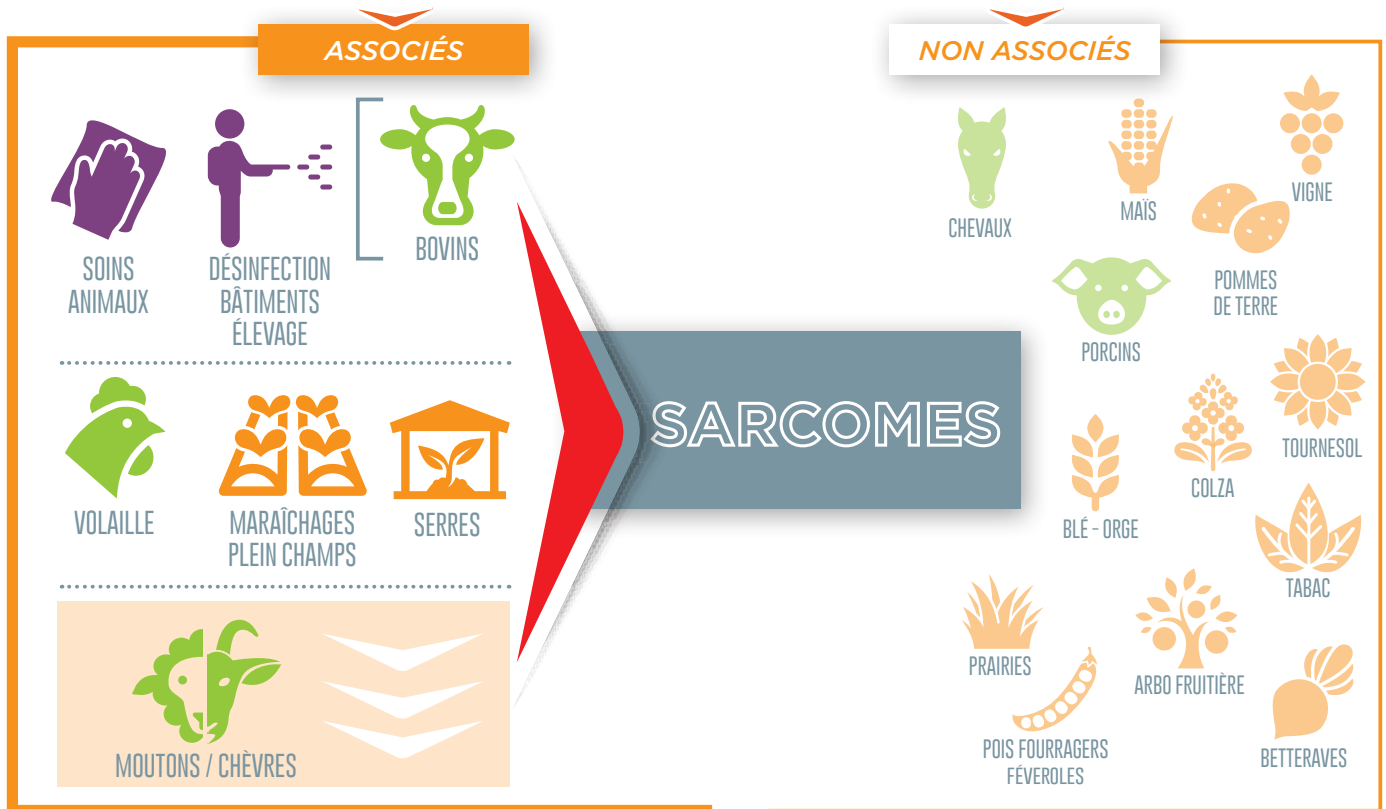 ASSOCIÉS
SOINS
ANIMAUX
DÉSINFECTION
BÂTIMENTS
ÉLEVAGE
BOVINS
VOLAILLE
MARAÎCHAGES
PLEIN CHAMPS
SERRES
MOUTONS / CHÈVRES
SARCOMES
NON ASSOCIÉS
CHEVAUX
MAÏS
VIGNE
POMMES
DE TERRE
PORCINS
TOURNESOL
COLZA
BLÉ - ORGE
TABAC
PRAIRIES
ARBO FRUITIÈRE
POIS FOURRAGERS
FÉVEROLES
BETTERAVES